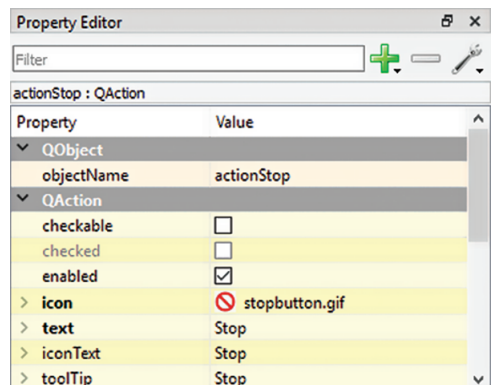 Property Editor
Filter
actionStop : QAction
Property Value
QObject
objectName actionStop
QAction
checkable
checked
enabled
icon stopbutton.gif
text Stop
iconText Stop
toolTip Stop